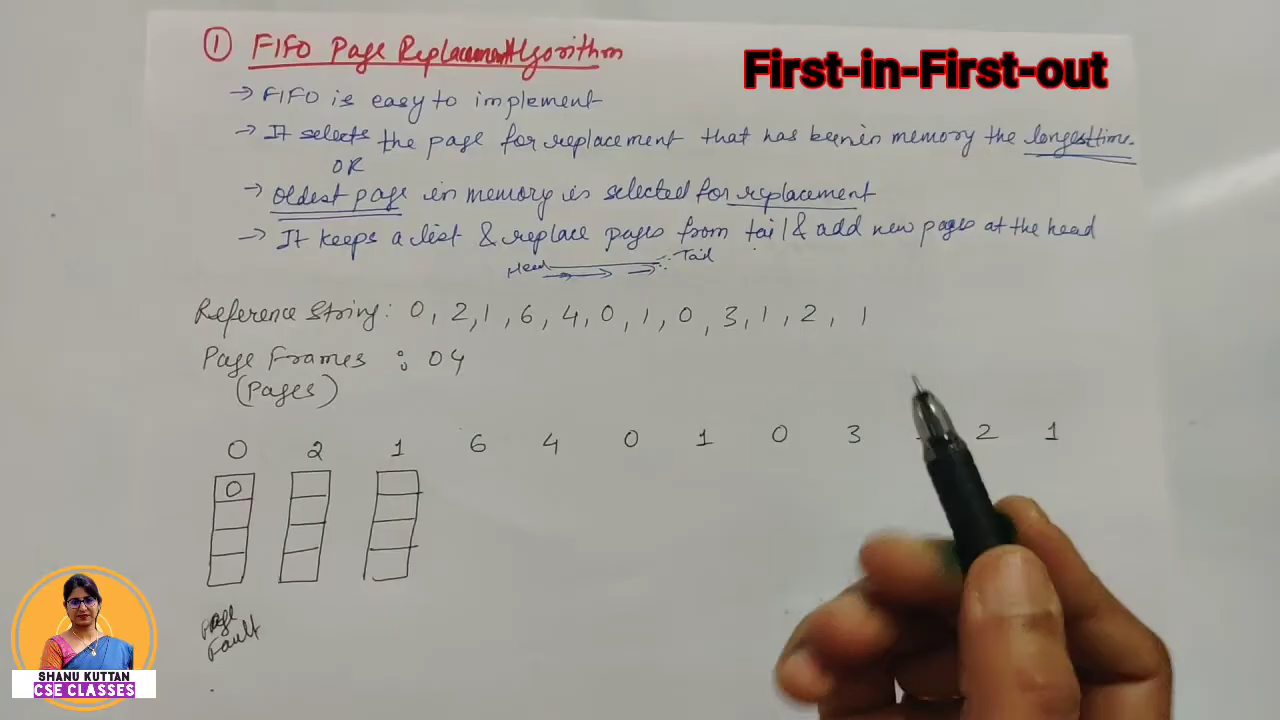 ① FIFO Page Replacement Algorithm
First-in-First-out
→ FIFO is easy to implement
→ It selects the page for replacement that has been in memory the longest time.
OR
→ Oldest page in memory is selected for replacement
→ It keeps a list & replace pages from tail & add new pages at the head
Head Tail
Reference String: 0, 2, 1, 6, 4, 0, 1, 0, 3, 1, 2, 1
Page Frames : 04
(Pages)
0 2 1 6 4 0 1 0 3 2 1
0
Page
Fault
SHANU KUTTAN
CSE CLASSES